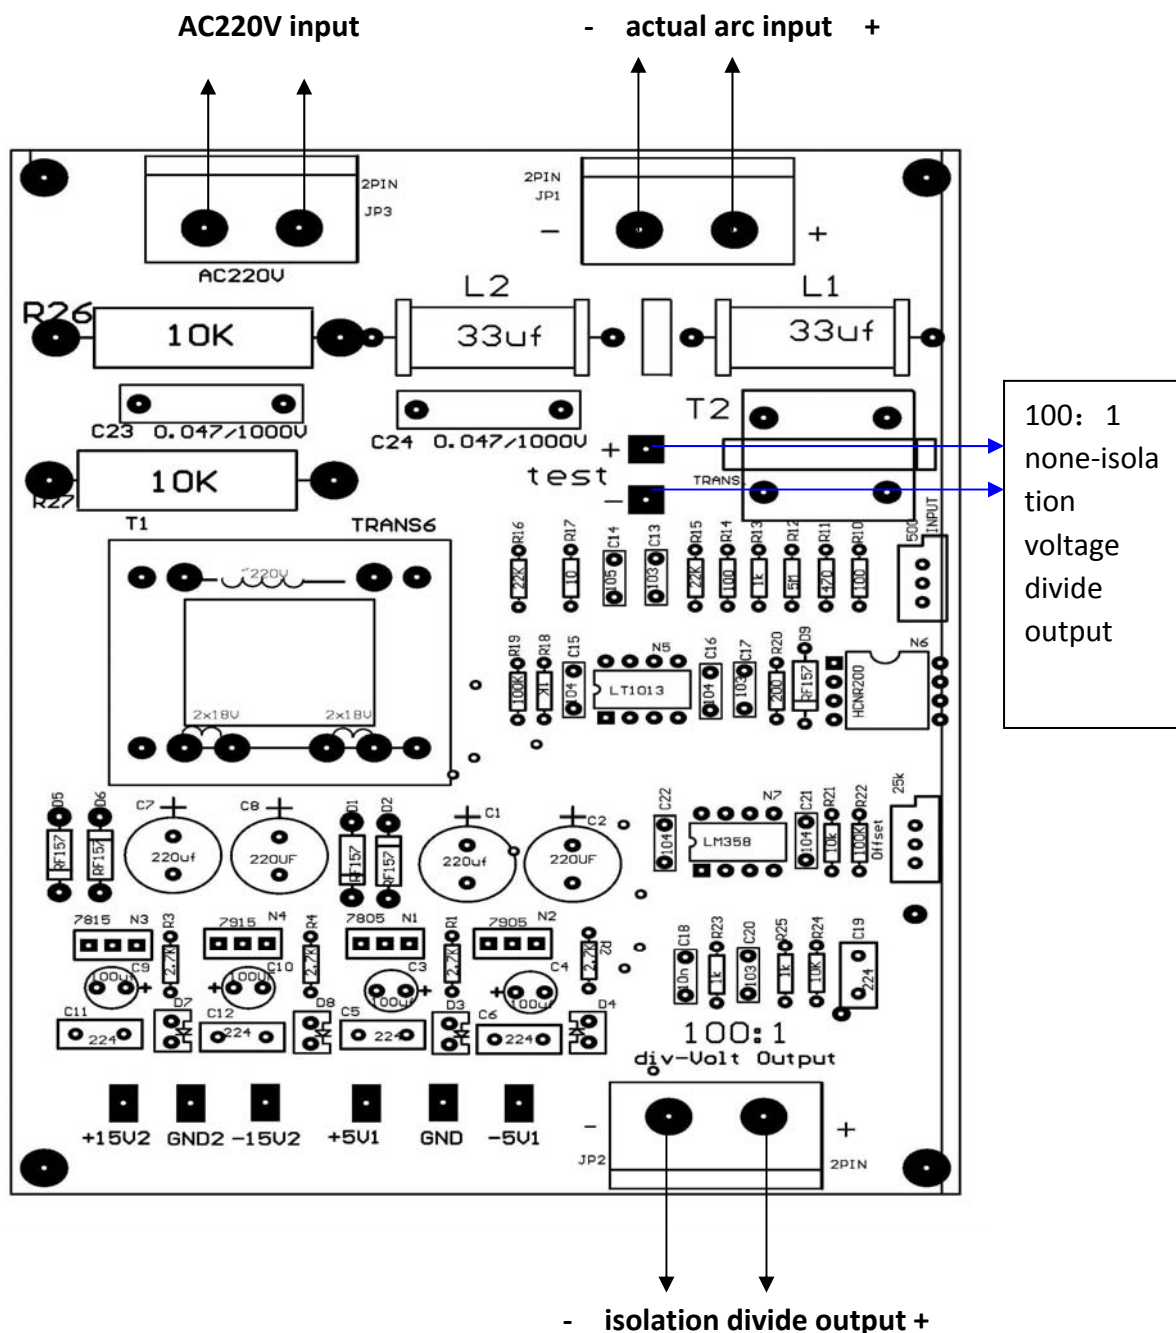 AC220V input
- actual arc input +
2PIN
JP3
AC220V
2PIN
JP1
- +
R26
10K
L2
33uf
L1
33uf
C23 0.047/1000V
C24 0.047/1000V
T2
TRANS
+
test
-
100: 1
none-isola
tion
voltage
divide
output
R27
10K
T1
TRANS6
~220V
2x18V
2x18V
R16
22K
R17
10
C14
105
C13
103
R15
22K
R14
100
R13
1k
R12
5M
R11
470
R10
100
500
INPUT
R19
100K
R18
1K
C15
104
N5
LT1013
C16
104
C17
103
R20
200
D9
RF157
N6
HCNR200
D5
RF157
D6
RF157
C7
+
220uf
C8
+
220UF
D1
RF157
D2
RF157
C1
+
220uf
C2
+
220UF
C22
104
N7
LM358
C21
104
R21
10k
R22
100K
25k
Offset
7815 N3
R3
2.7K
7915 N4
R4
2.7K
7805 N1
R1
2.7K
7905 N2
R2
2.7K
C9
100uf
+
C10
100UF
+
C3
100uf
+
C4
100uf
+
C11
224
D7
C12
224
D8
C5
224
D3
C6
224
D4
C18
10n
R23
1k
C20
103
R25
1k
R24
10K
C19
224
100:1
div-Volt Output
+15V2 GND2 -15V2 +5V1 GND -5V1
- +
JP2
2PIN
- isolation divide output +